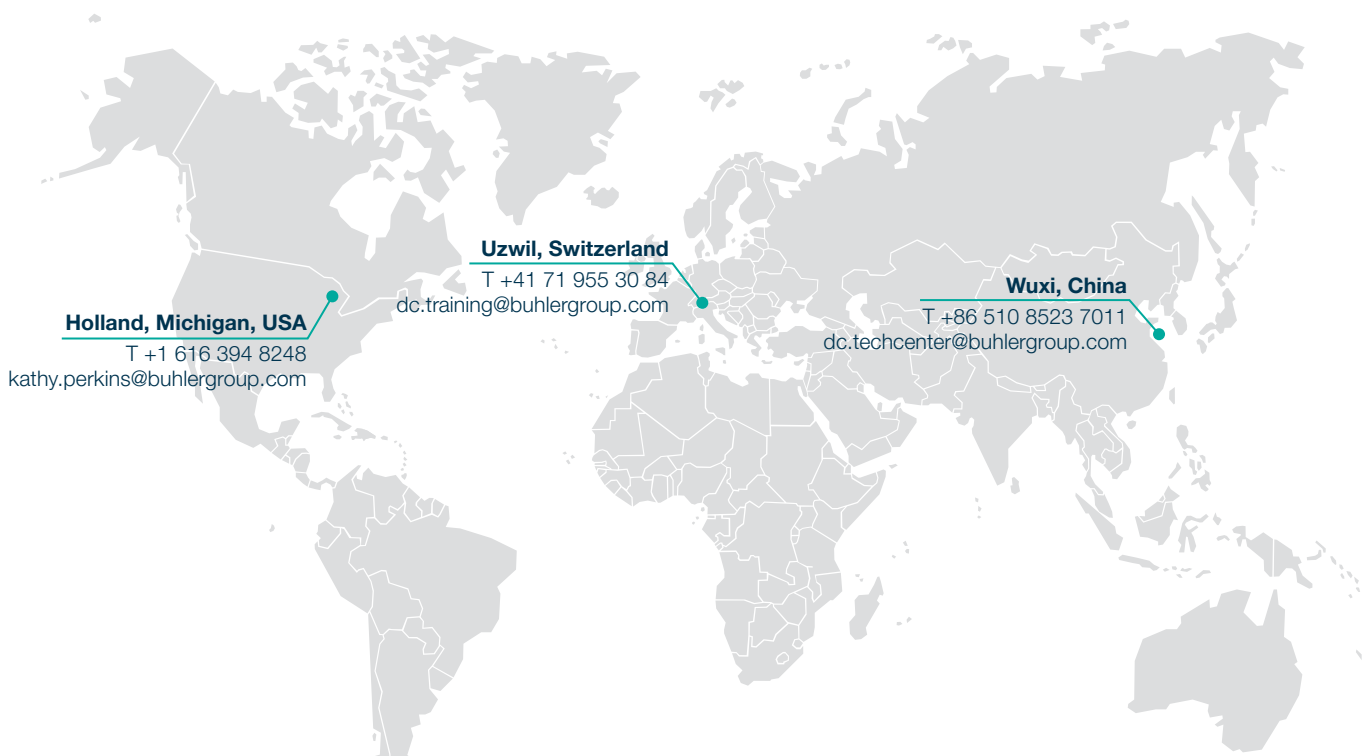 Uzwil, Switzerland
T +41 71 955 30 84
dc.training@buhlergroup.com
Wuxi, China
T +86 510 8523 7011
dc.techcenter@buhlergroup.com
Holland, Michigan, USA
T +1 616 394 8248
kathy.perkins@buhlergroup.com